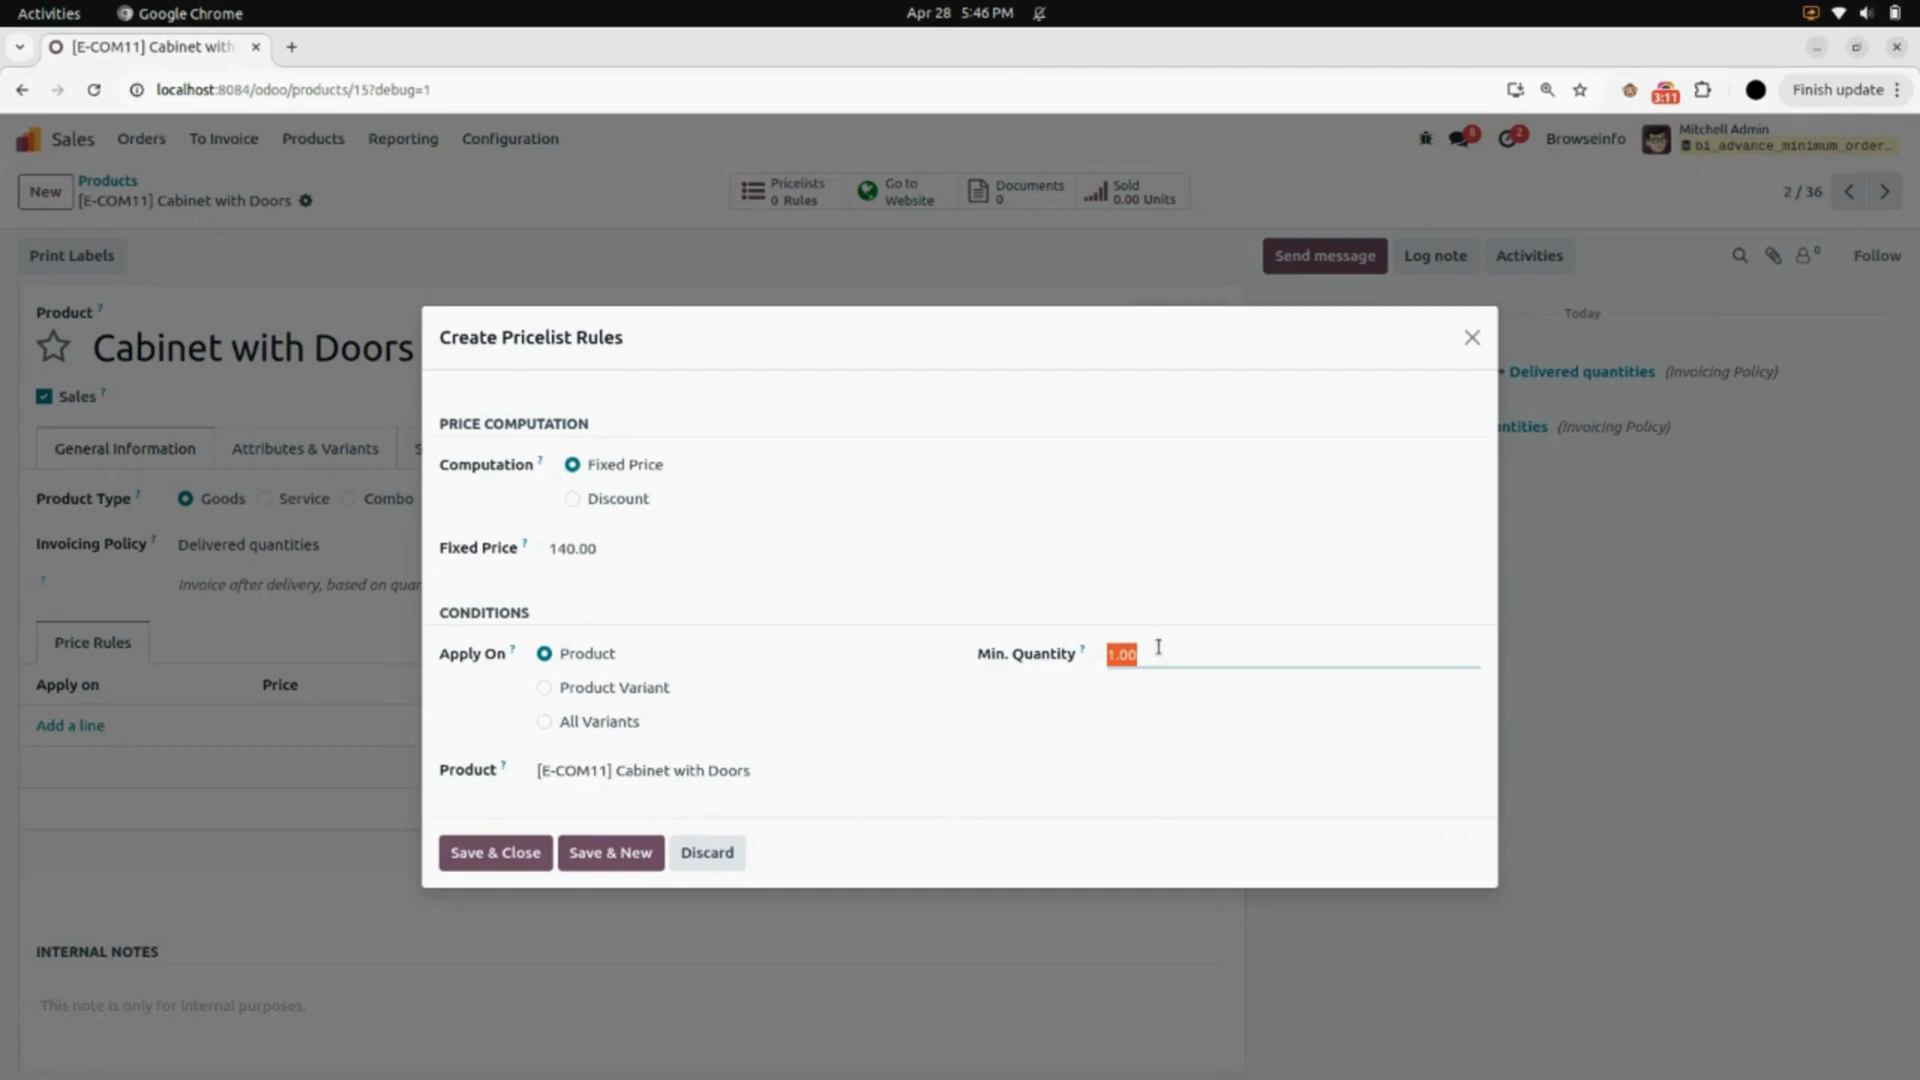 Activities Google Chrome Apr 28 5:46 PM
[E-COM11] Cabinet with
localhost:8084/odoo/products/15?debug=1 3:11 Finish update
Sales Orders To Invoice Products Reporting Configuration 8 2 Browseinfo Mitchell Admin
bi_advance_minimum_order...
New Products
[E-COM11] Cabinet with Doors
Pricelists
0 Rules
Go to
Website
Documents
0
Sold
0.00 Units
2 / 36
Print Labels Send message Log note Activities 0 Follow
Product ?
Cabinet with Doors
Sales ?
General Information Attributes & Variants S
Product Type ? Goods Service Combo
Invoicing Policy ? Delivered quantities
? Invoice after delivery, based on quan
Price Rules
Apply on Price
Add a line
INTERNAL NOTES
This note is only for internal purposes.
Create Pricelist Rules
PRICE COMPUTATION
Computation ? Fixed Price
Discount
Fixed Price ? 140.00
CONDITIONS
Apply On ? Product Min. Quantity ? 1.00
Product Variant
All Variants
Product ? [E-COM11] Cabinet with Doors
Save & Close Save & New Discard
Today
Delivered quantities (Invoicing Policy)
ntities (Invoicing Policy)